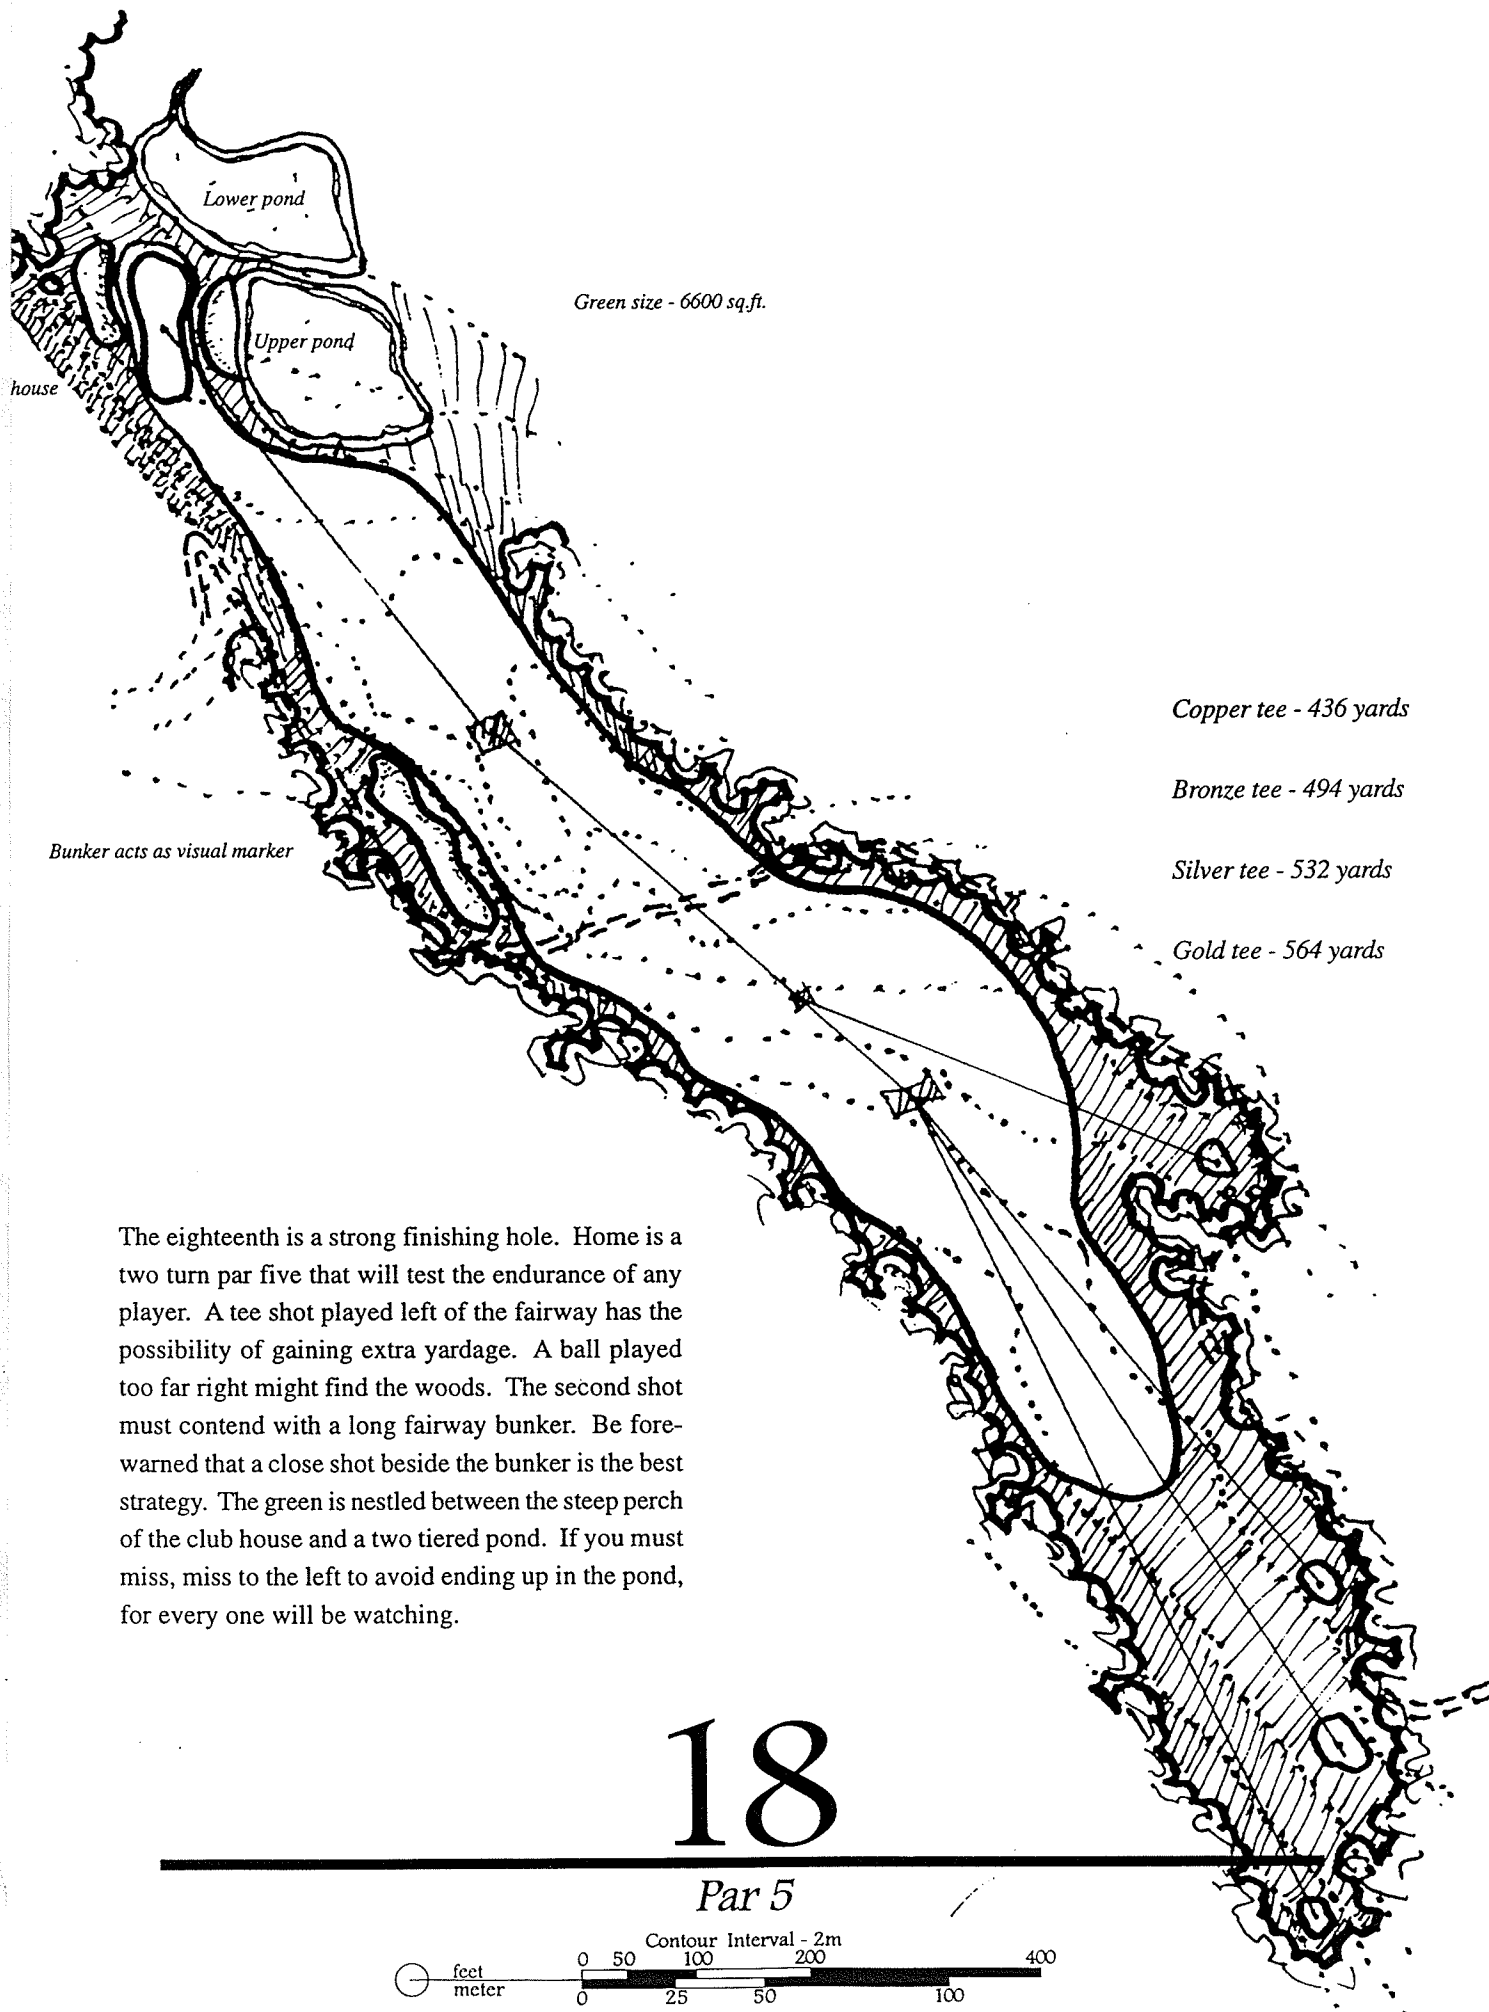 Lower pond
Green size - 6600 sq.ft.
Upper pond
house
Copper tee - 436 yards
Bronze tee - 494 yards
Bunker acts as visual marker
Silver tee - 532 yards
Gold tee - 564 yards
The eighteenth is a strong finishing hole. Home is a
two turn par five that will test the endurance of any
player. A tee shot played left of the fairway has the
possibility of gaining extra yardage. A ball played
too far right might find the woods. The second shot
must contend with a long fairway bunker. Be fore-
warned that a close shot beside the bunker is the best
strategy. The green is nestled between the steep perch
of the club house and a two tiered pond. If you must
miss, miss to the left to avoid ending up in the pond,
for every one will be watching.
18
Par 5
Contour Interval - 2m
0 50 100 200 400
feet
meter
0 25 50 100